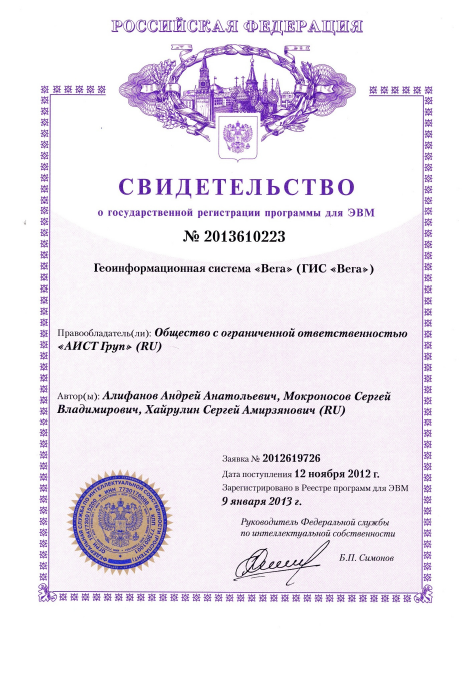 РОССИЙСКАЯ ФЕДЕРАЦИЯ
СВИДЕТЕЛЬСТВО
о государственной регистрации программы для ЭВМ
№ 2013610223
Геоинформационная система «Вега» (ГИС «Вега»)
Правообладатель(ли): Общество с ограниченной ответственностью
«АИСТ Груп» (RU)
Автор(ы): Алифанов Андрей Анатольевич, Мокроносов Сергей
Владимирович, Хайрулин Сергей Амирзянович (RU)
Заявка № 2012619726
Дата поступления 12 ноября 2012 г.
Зарегистрировано в Реестре программ для ЭВМ
9 января 2013 г.
Руководитель Федеральной службы
по интеллектуальной собственности
Б.П. Симонов